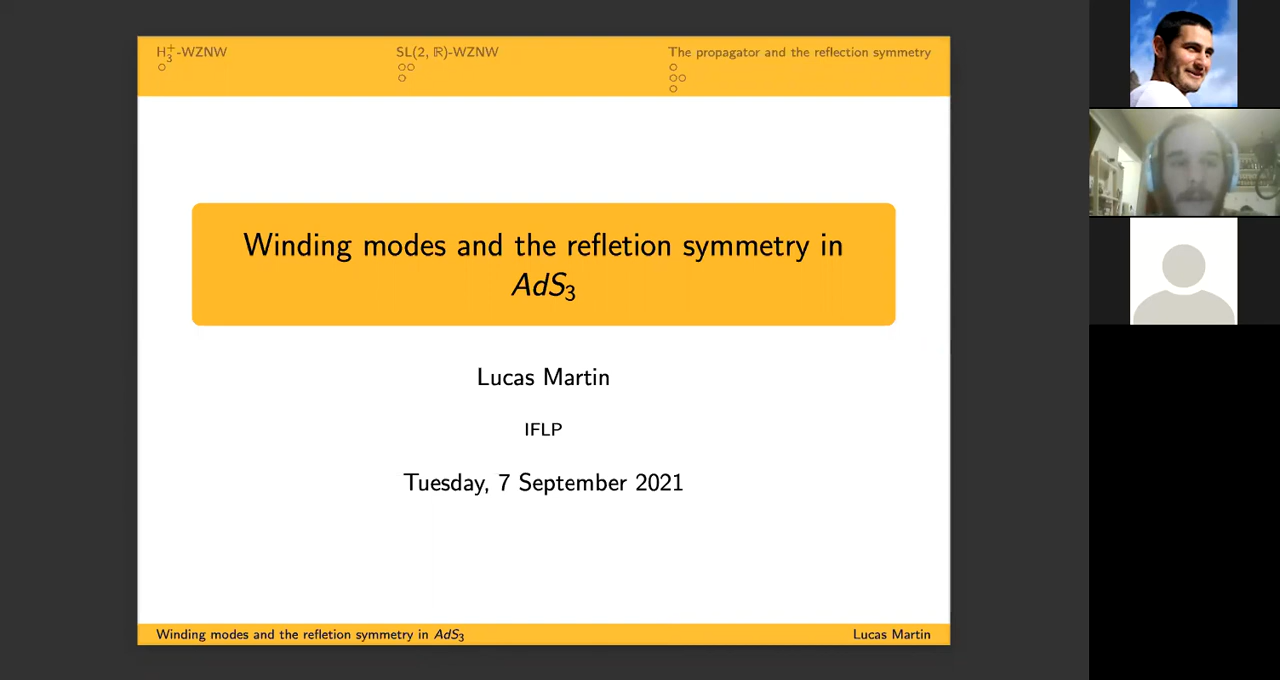 H₃⁺-WZNW
SL(2, ℝ)-WZNW
The propagator and the reflection symmetry
Winding modes and the refletion symmetry in
AdS₃
Lucas Martin
IFLP
Tuesday, 7 September 2021
Winding modes and the refletion symmetry in AdS₃
Lucas Martin